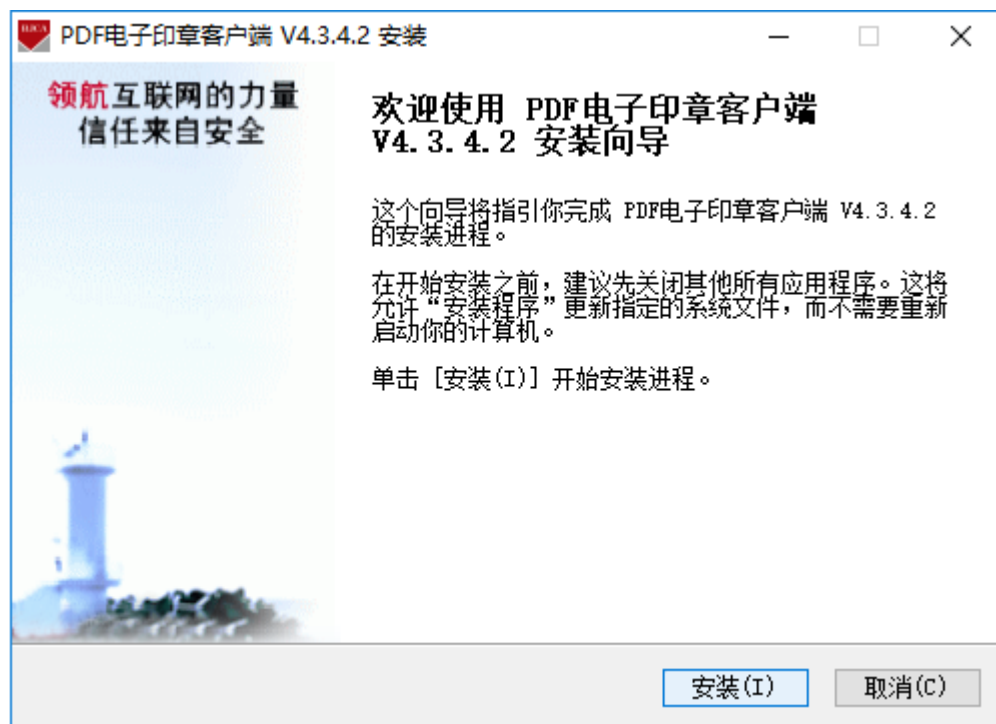 BJCA
PDF电子印章客户端 V4.3.4.2 安装
领航互联网的力量
信任来自安全
欢迎使用 PDF电子印章客户端
V4.3.4.2 安装向导
这个向导将指引你完成 PDF电子印章客户端 V4.3.4.2
的安装进程。
在开始安装之前，建议先关闭其他所有应用程序。这将
允许“安装程序”更新指定的系统文件，而不需要重新
启动你的计算机。
单击 [安装(I)] 开始安装进程。
安装(I)
取消(C)